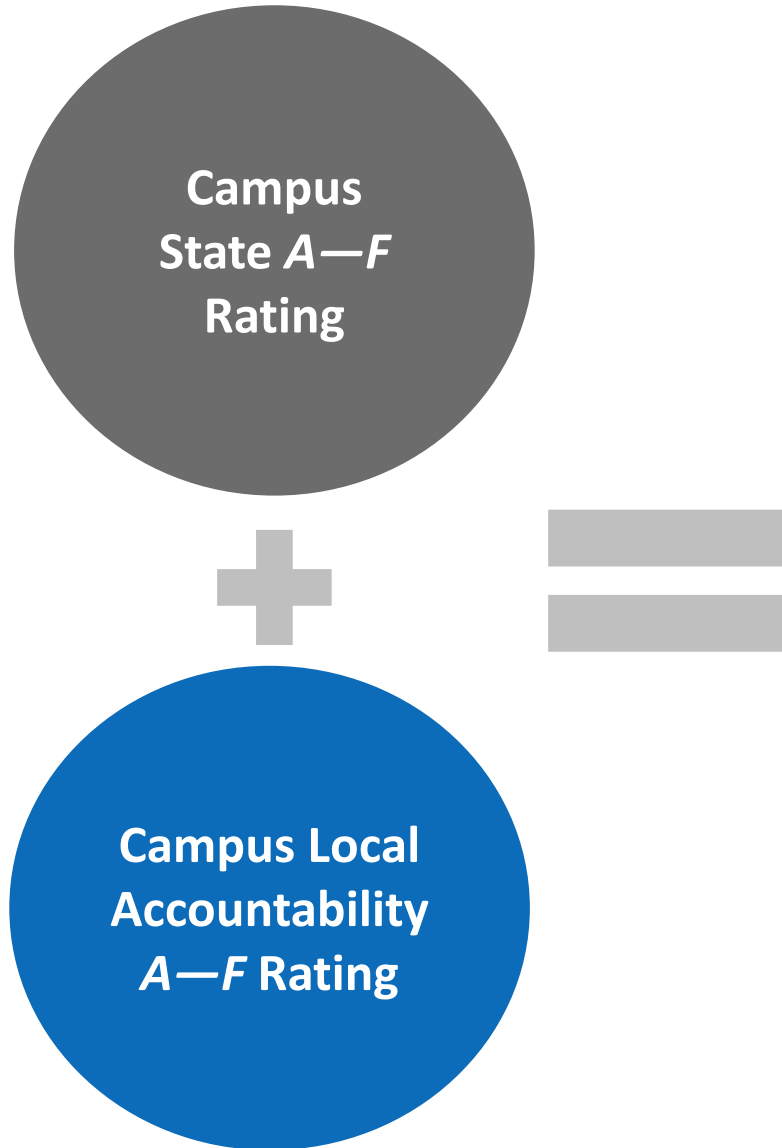 Campus
State A—F
Rating
Campus Local
Accountability
A—F Rating